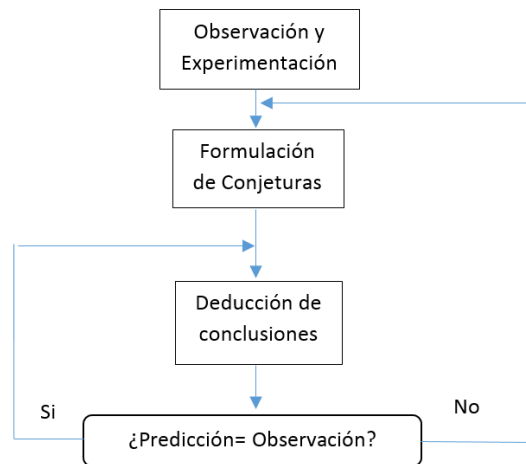 Observación y
Experimentación
Formulación
de Conjeturas
Deducción de
conclusiones
Si
No
¿Predicción= Observación?